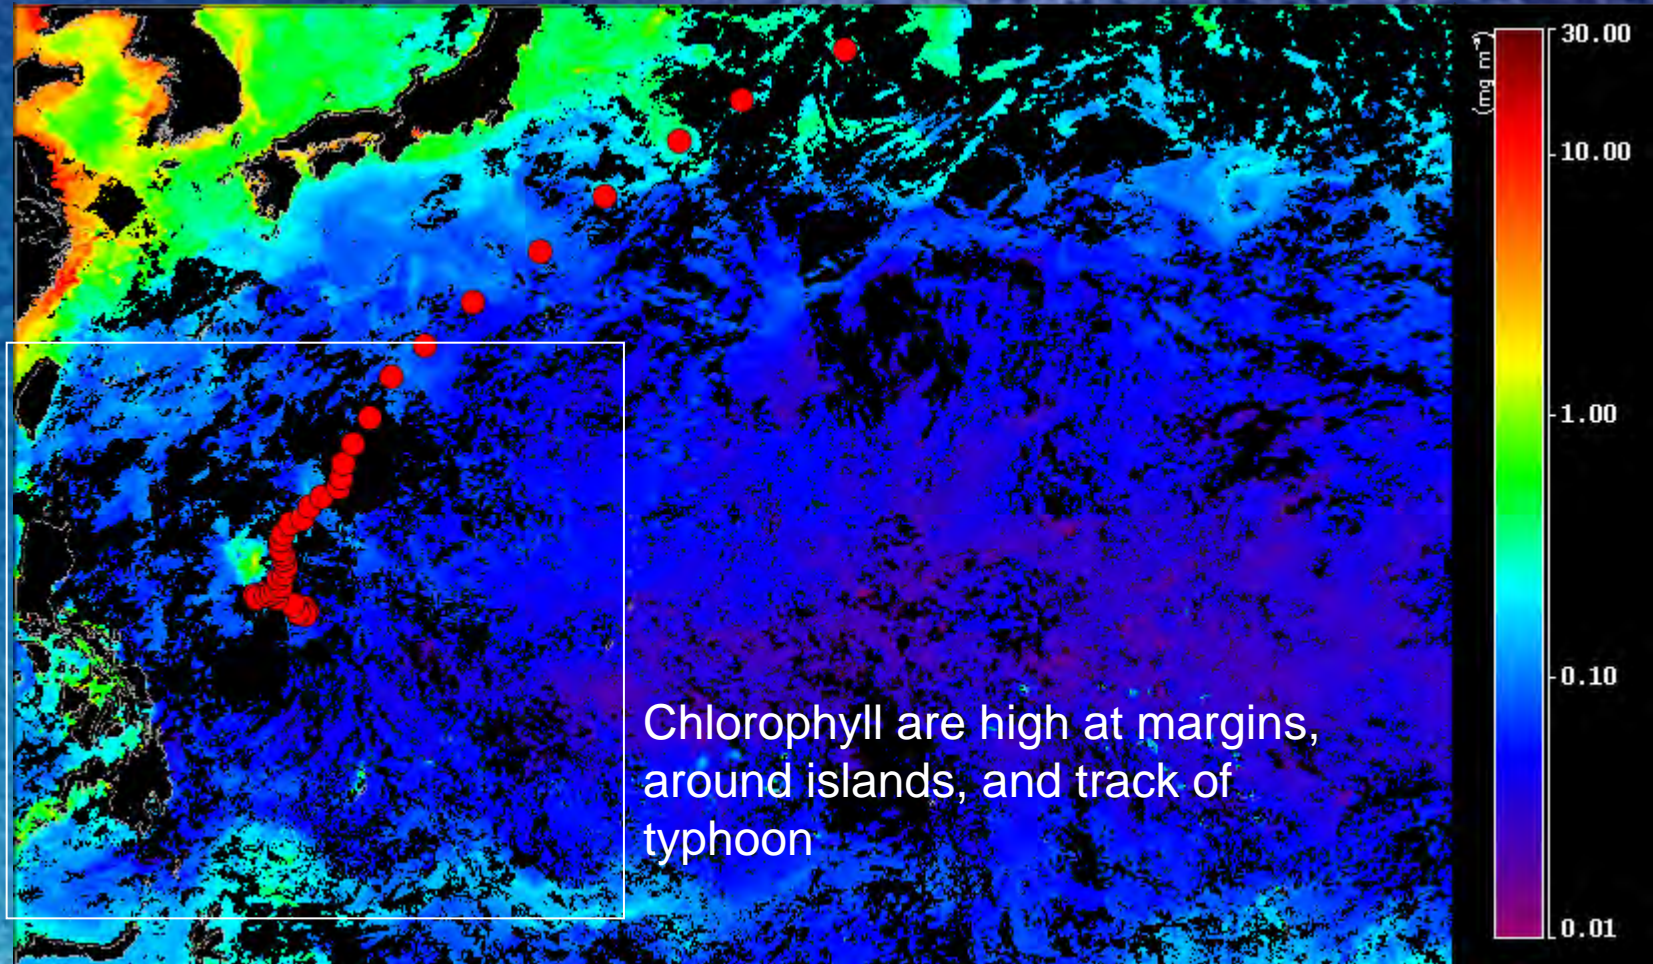 (mg m³)
30.00
10.00
1.00
0.10
0.01
Chlorophyll are high at margins,
around islands, and track of
typhoon